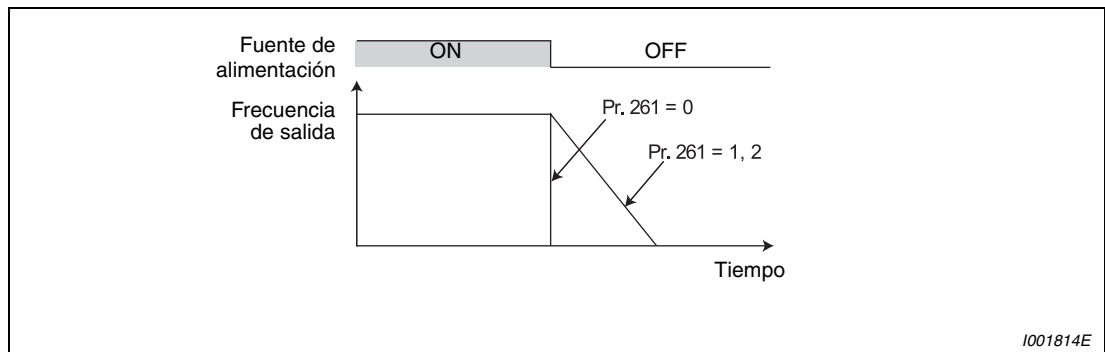 Fuente de
alimentación
ON
OFF
Frecuencia
de salida
Pr. 261 = 0
Pr. 261 = 1, 2
Tiempo
I001814E